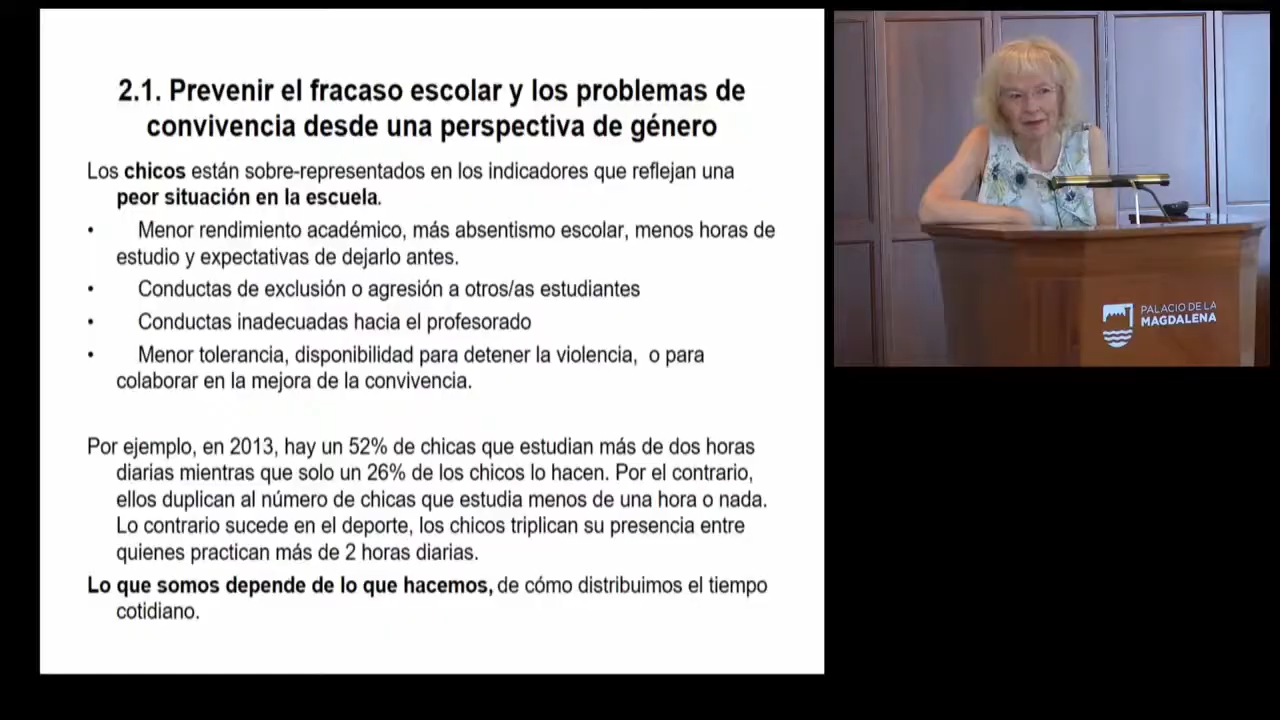 2.1. Prevenir el fracaso escolar y los problemas de
convivencia desde una perspectiva de género
Los chicos están sobre-representados en los indicadores que reflejan una
peor situación en la escuela.
• Menor rendimiento académico, más absentismo escolar, menos horas de
estudio y expectativas de dejarlo antes.
• Conductas de exclusión o agresión a otros/as estudiantes
• Conductas inadecuadas hacia el profesorado
• Menor tolerancia, disponibilidad para detener la violencia, o para
colaborar en la mejora de la convivencia.
Por ejemplo, en 2013, hay un 52% de chicas que estudian más de dos horas
diarias mientras que solo un 26% de los chicos lo hacen. Por el contrario,
ellos duplican al número de chicas que estudia menos de una hora o nada.
Lo contrario sucede en el deporte, los chicos triplican su presencia entre
quienes practican más de 2 horas diarias.
Lo que somos depende de lo que hacemos, de cómo distribuimos el tiempo
cotidiano.
PALACIO DE LA
MAGDALENA